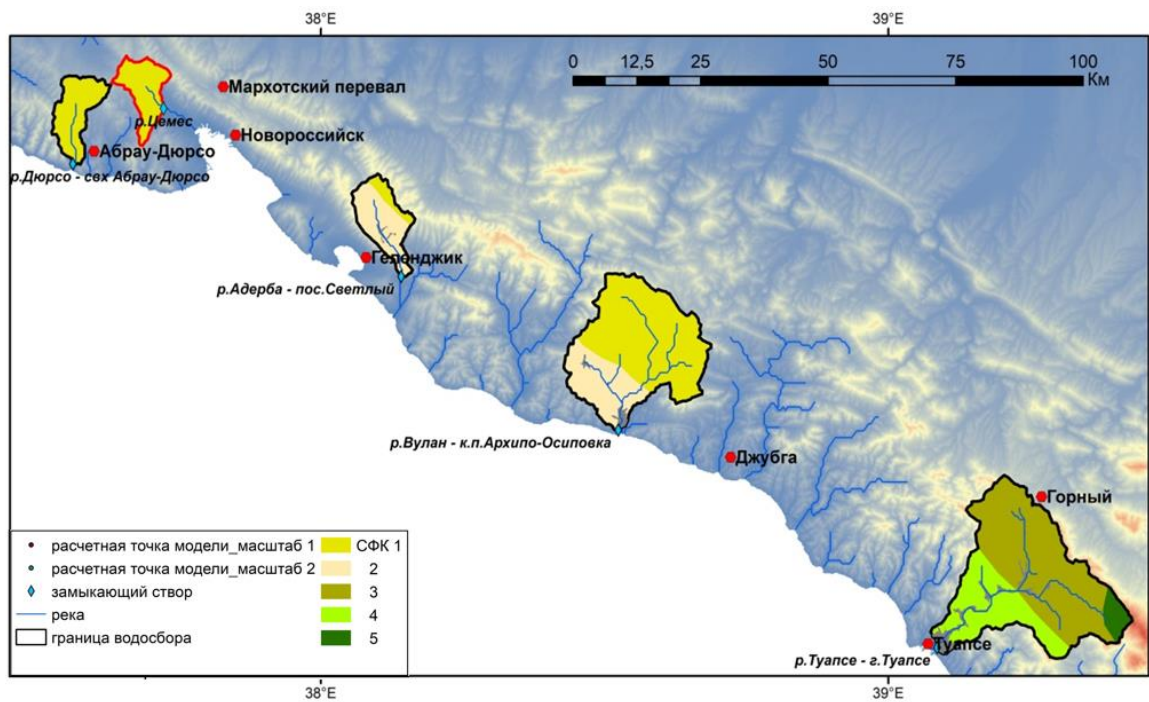 38°E 39°E
0 12,5 25 50 75 100
Км
Мархотский перевал
р.Цемес
Новороссийск
Абрау-Дюрсо
р.Дюрсо - свх Абрау-Дюрсо
Геленджик
р.Адерба - пос.Светлый
р.Вулан - к.п.Архипо-Осиповка
Джубга
Горный
Туапсе
р.Туапсе - г.Туапсе
расчетная точка модели_масштаб 1 СФК 1
расчетная точка модели_масштаб 2 2
замыкающий створ 3
река 4
граница водосбора 5
38°E 39°E